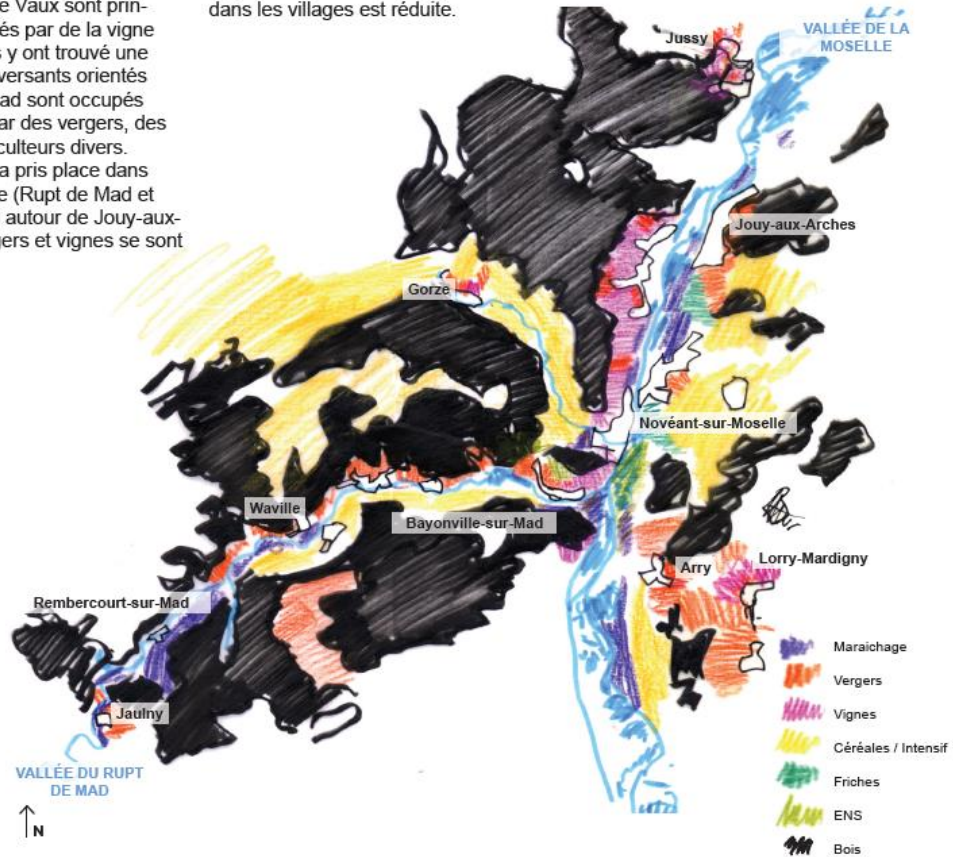 e Vaux sont prin-
és par de la vigne
s y ont trouvé une
versants orientés
ad sont occupés
ar des vergers, des
culteurs divers.
a pris place dans
e (Rupt de Mad et
autour de Jouy-aux-
gers et vignes se sont
dans les villages est réduite.
VALLÉE DE LA
MOSELLE
Jussy
Jouy-aux-Arches
Gorze
Novéant-sur-Moselle
Waville
Bayonville-sur-Mad
Arry
Lorry-Mardigny
Rembercourt-sur-Mad
Jaulny
VALLÉE DU RUPT
DE MAD
N
Maraichage
Vergers
Vignes
Céréales / Intensif
Friches
ENS
Bois